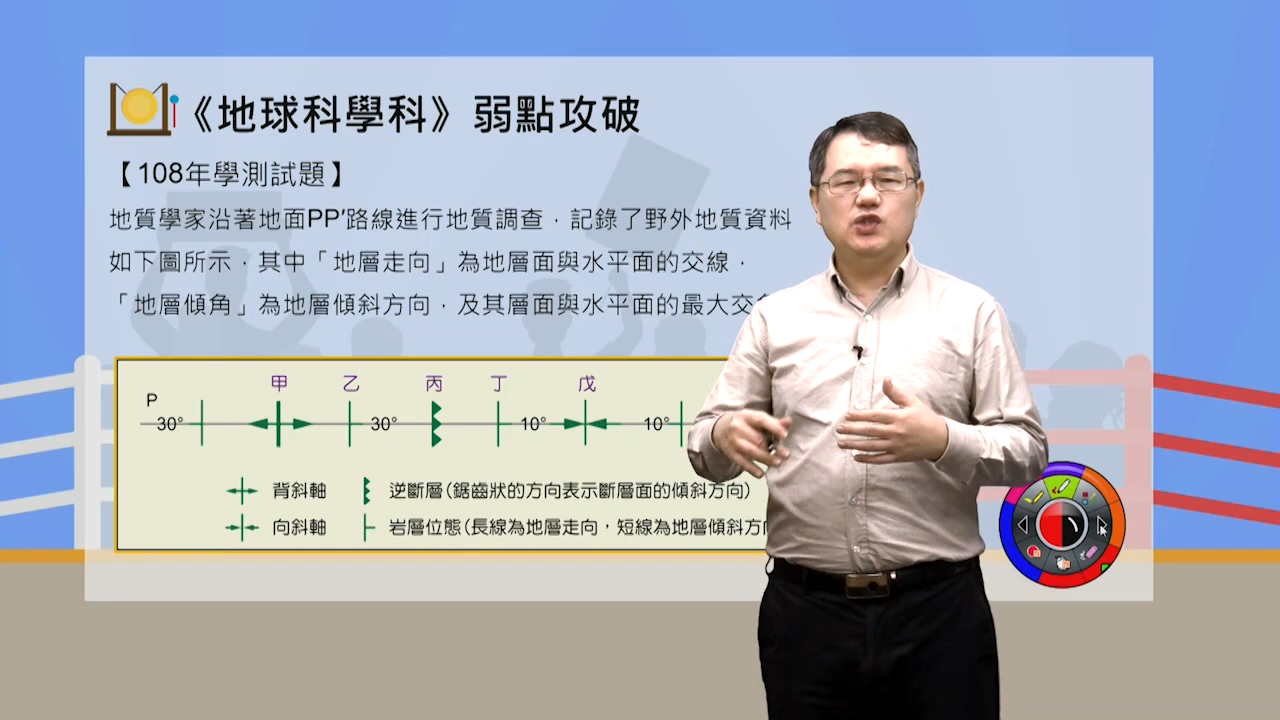 《地球科學科》弱點攻破
【108年學測試題】
地質學家沿著地面PP′路線進行地質調查，記錄了野外地質資料
如下圖所示，其中「地層走向」為地層面與水平面的交線，
「地層傾角」為地層傾斜方向，及其層面與水平面的最大交
甲 乙 丙 丁 戊
P
30° 30° 10° 10°
背斜軸 逆斷層(鋸齒狀的方向表示斷層面的傾斜方向)
向斜軸 岩層位態(長線為地層走向，短線為地層傾斜方